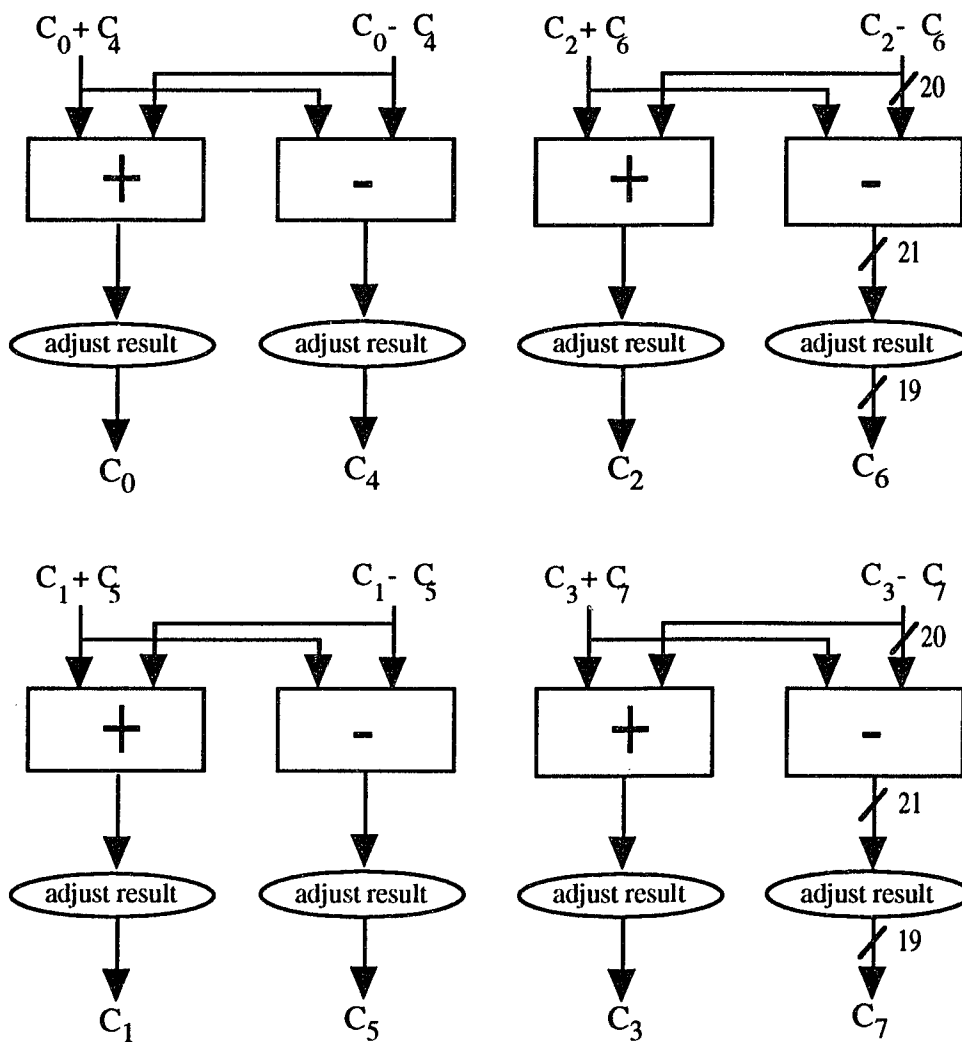 C0 + C4 C0 - C4 C2 + C6 C2 - C6
20
+ - + -
21
adjust result adjust result adjust result adjust result
19
C0 C4 C2 C6
C1 + C5 C1 - C5 C3 + C7 C3 - C7
20
+ - + -
21
adjust result adjust result adjust result adjust result
19
C1 C5 C3 C7